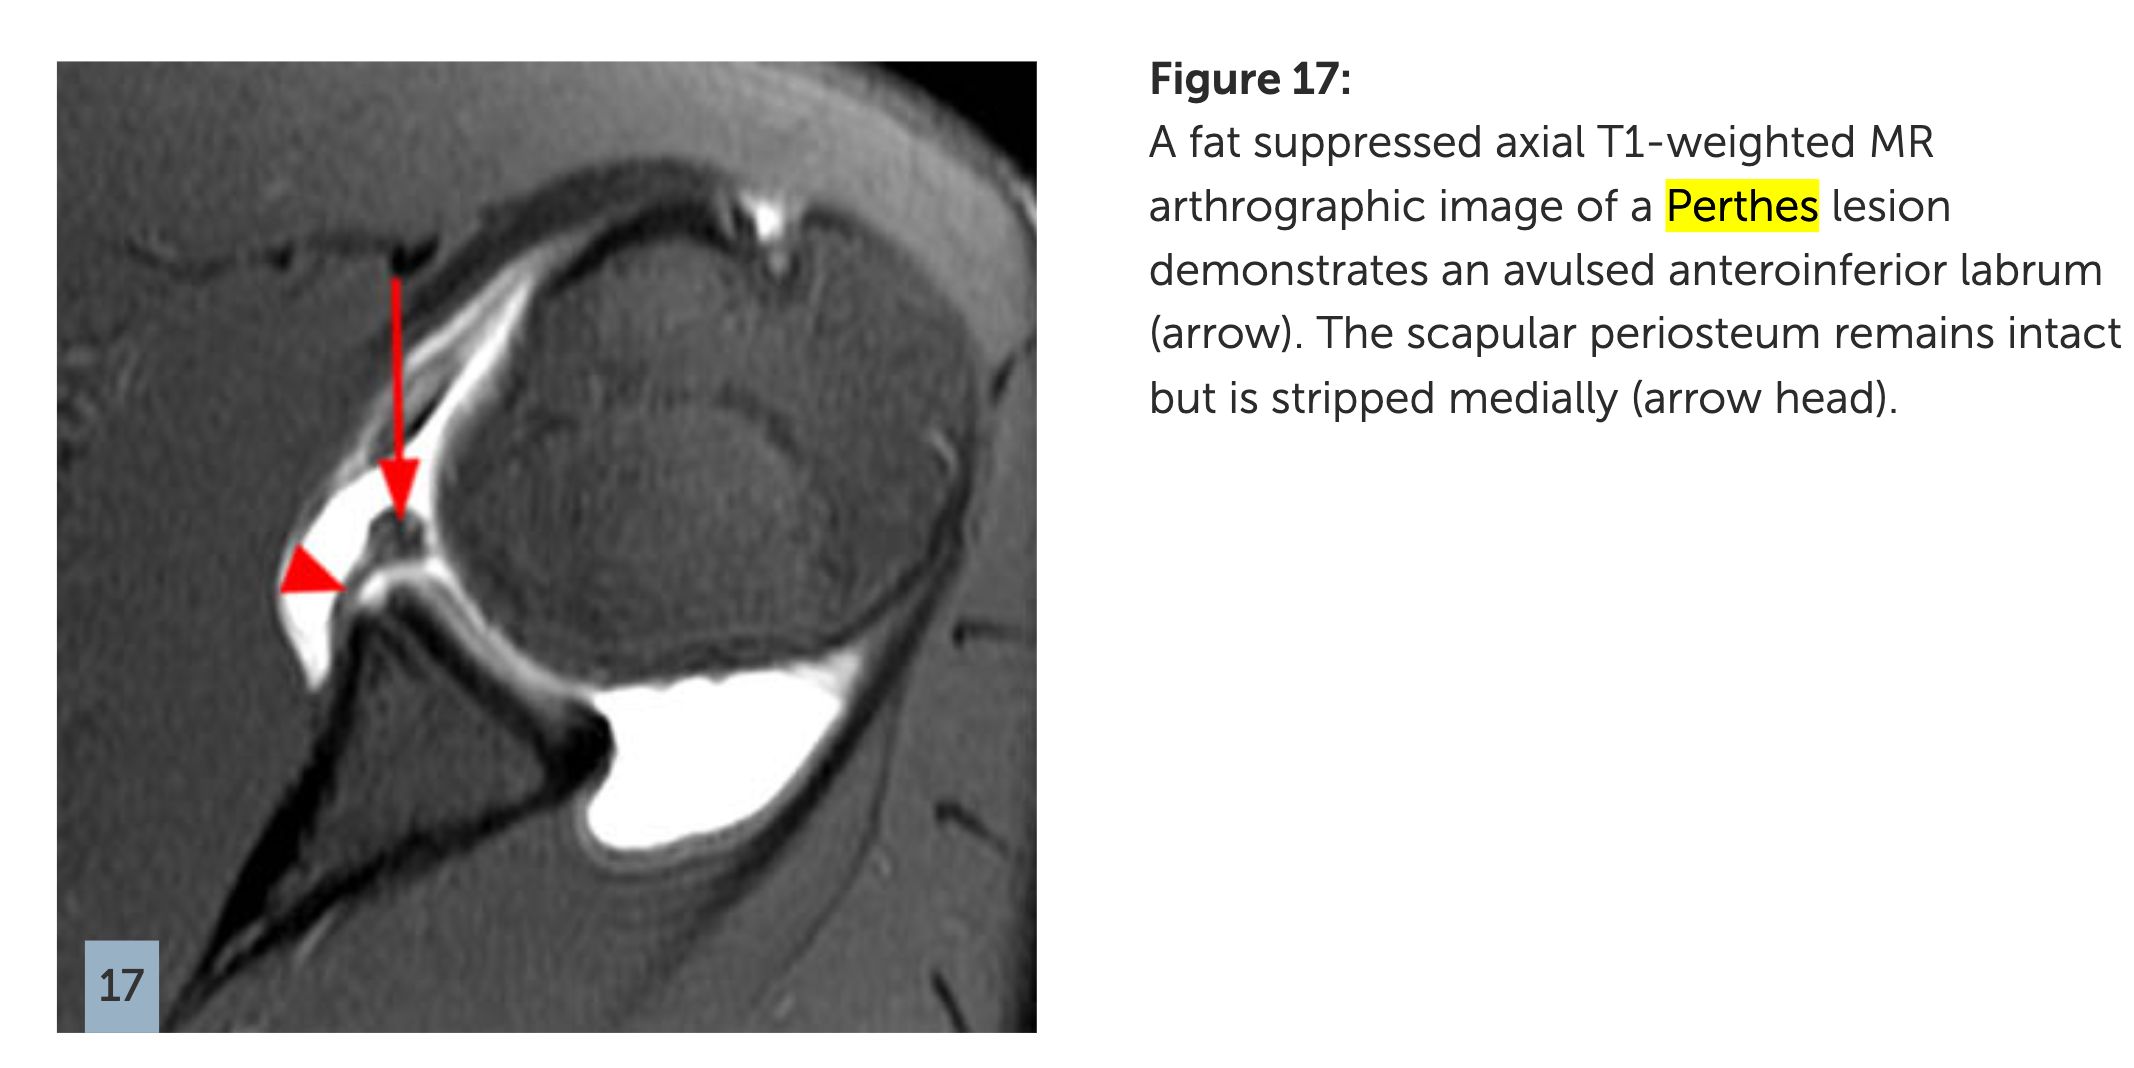 Figure 17:
A fat suppressed axial T1-weighted MR
arthrographic image of a Perthes lesion
demonstrates an avulsed anteroinferior labrum
(arrow). The scapular periosteum remains intact
but is stripped medially (arrow head).
17